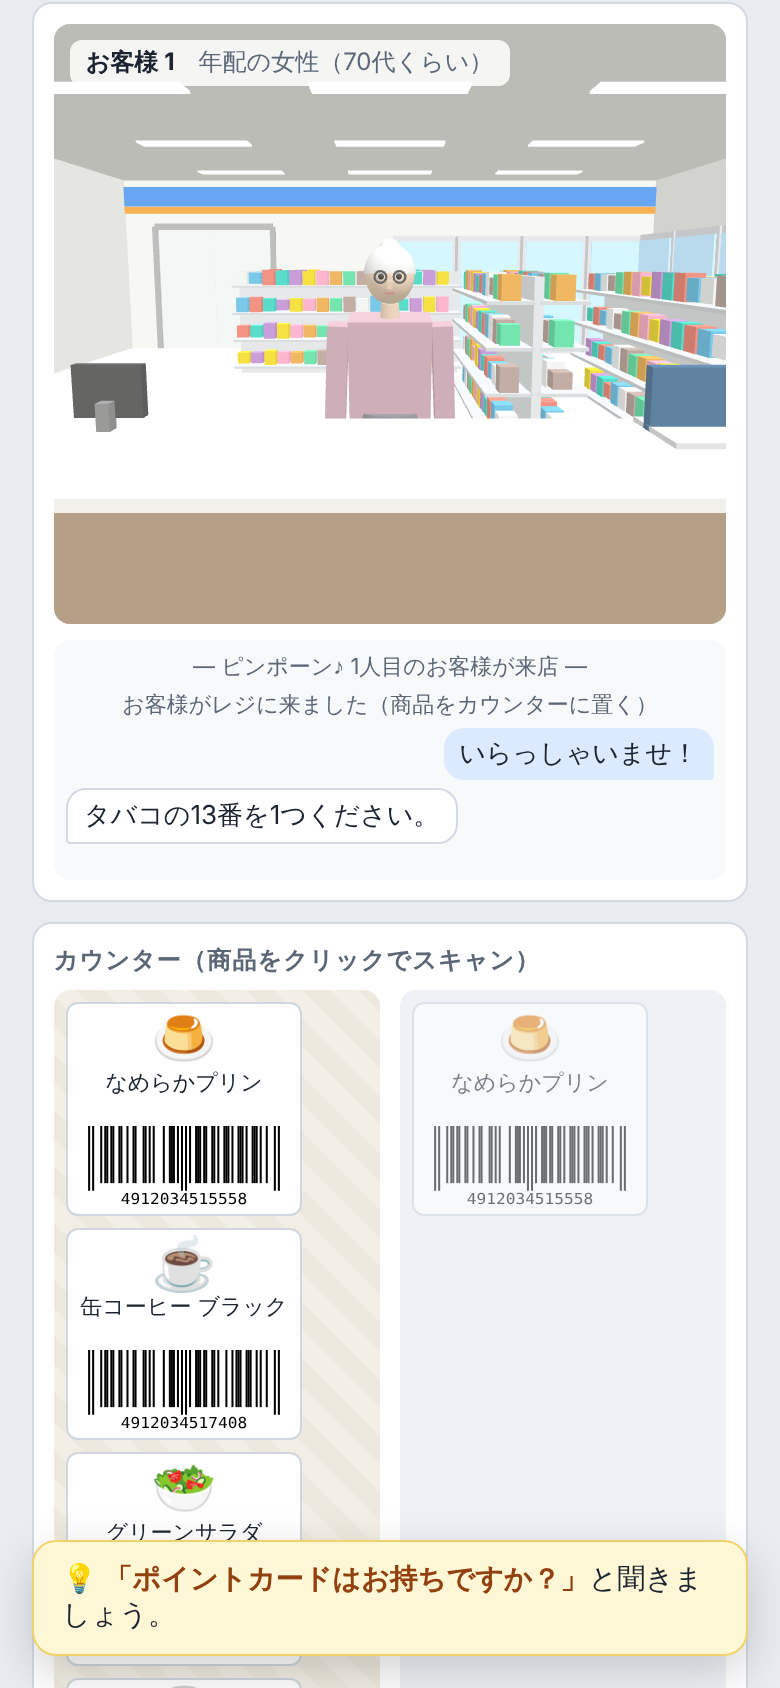 お客様 1 年配の女性（70代くらい）
― ピンポーン♪ 1人目のお客様が来店 ―
お客様がレジに来ました（商品をカウンターに置く）
いらっしゃいませ！
タバコの13番を1つください。
カウンター（商品をクリックでスキャン）
なめらかプリン
4912034515558
なめらかプリン
4912034515558
缶コーヒー ブラック
4912034517408
グリーンサラダ
💡「ポイントカードはお持ちですか？」と聞きま
しょう。